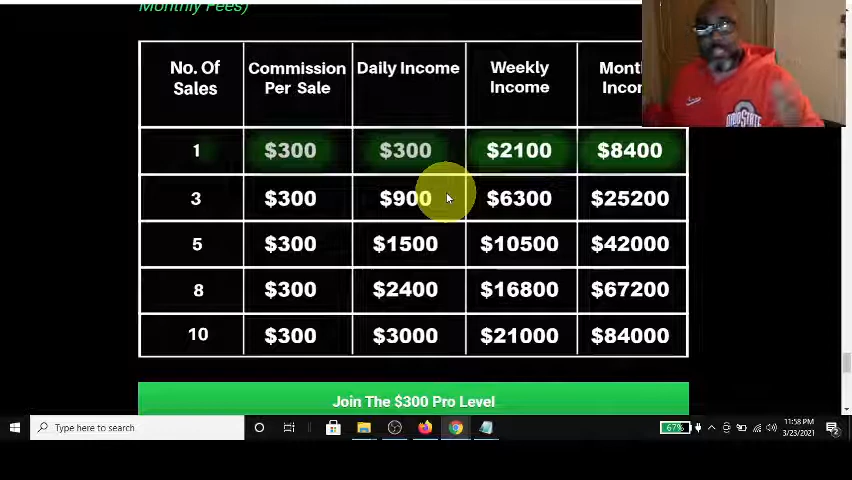 Monthly Fees)
No. Of Sales
Commission Per Sale
Daily Income
Weekly Income
1 $300 $300 $2100 $8400
3 $300 $900 $6300 $25200
5 $300 $1500 $10500 $42000
8 $300 $2400 $16800 $67200
10 $300 $3000 $21000 $84000
Join The $300 Pro Level
Type here to search
67%
11:58 PM
3/23/2021
OHIO STATE